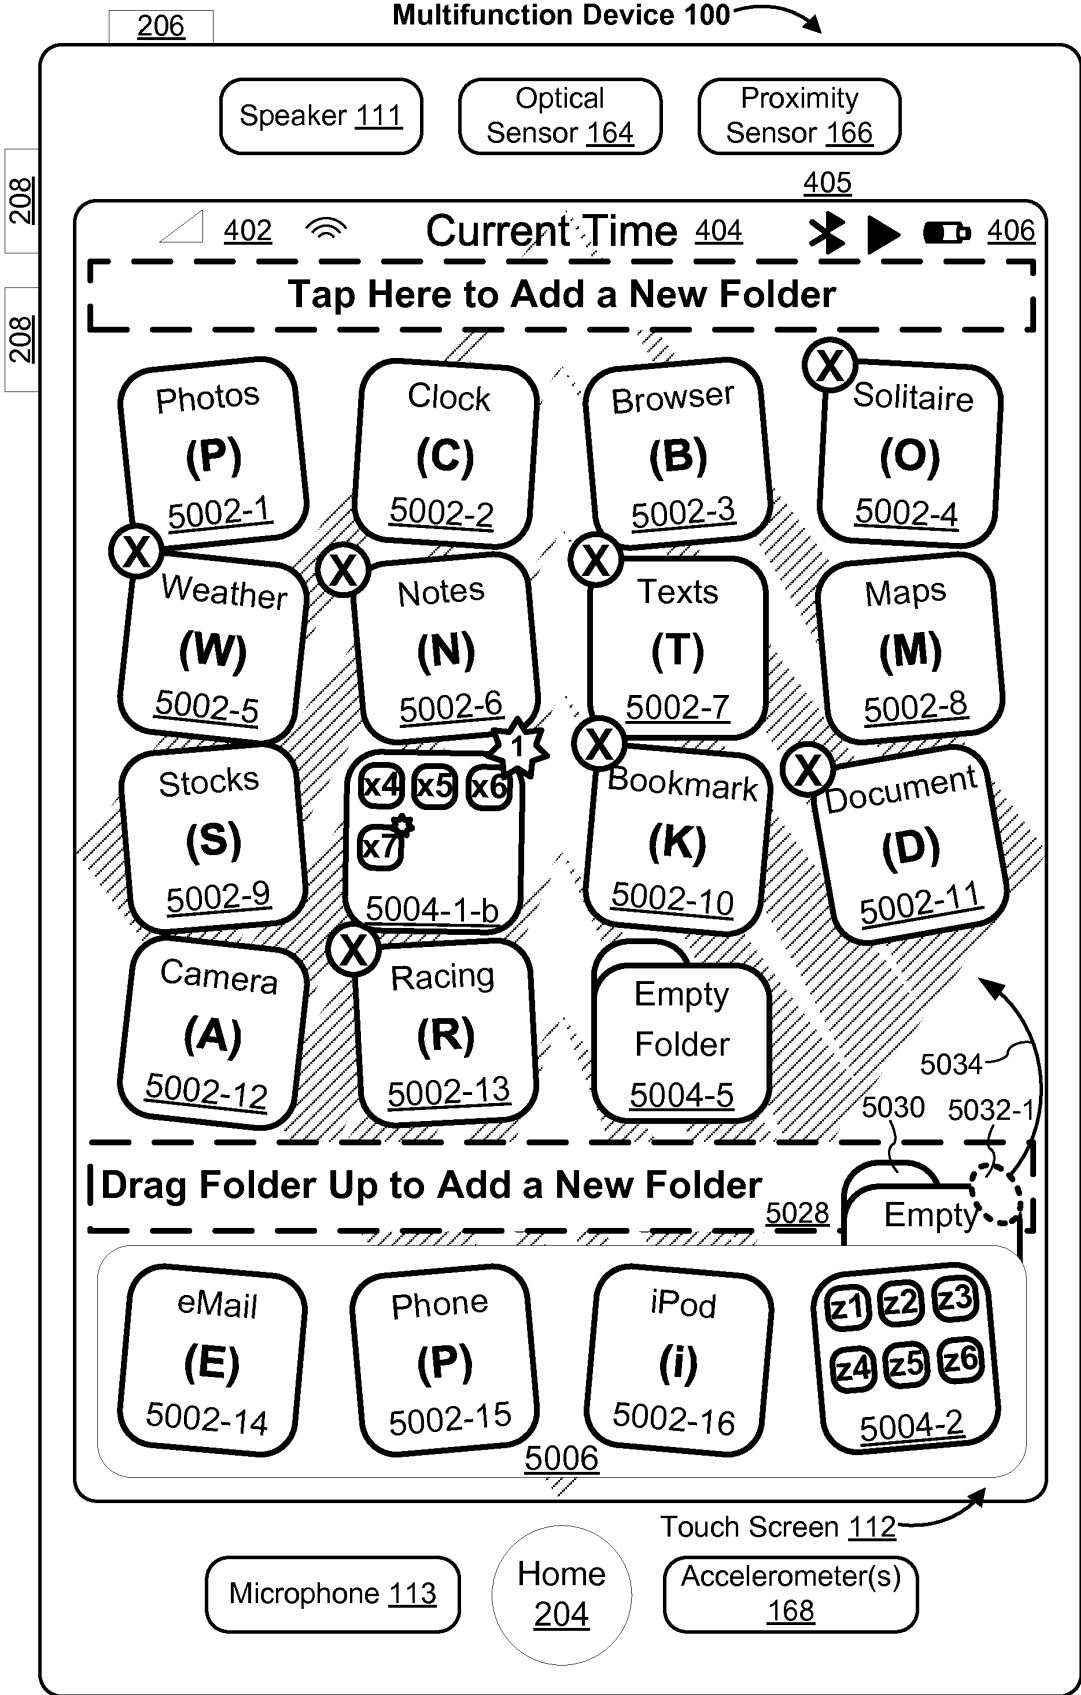 Multifunction Device 100
206
Speaker 111
Optical
Sensor 164
Proximity
Sensor 166
208
208
405
402
Current Time 404
406
Tap Here to Add a New Folder
Photos
(P)
5002-1
Clock
(C)
5002-2
Browser
(B)
5002-3
X
Solitaire
(O)
5002-4
X
Weather
(W)
5002-5
X
Notes
(N)
5002-6
X
Texts
(T)
5002-7
Maps
(M)
5002-8
Stocks
(S)
5002-9
1
x4 x5 x6
x7
5004-1-b
X
Bookmark
(K)
5002-10
X
Document
(D)
5002-11
Camera
(A)
5002-12
X
Racing
(R)
5002-13
Empty
Folder
5004-5
5034
5030 5032-1
Drag Folder Up to Add a New Folder
5028
Empty
eMail
(E)
5002-14
Phone
(P)
5002-15
iPod
(i)
5002-16
z1 z2 z3
z4 z5 z6
5004-2
5006
Touch Screen 112
Microphone 113
Home
204
Accelerometer(s)
168